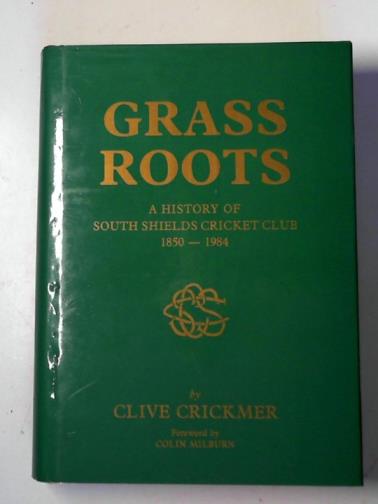 GRASS
ROOTS
A HISTORY OF
SOUTH SHIELDS CRICKET CLUB
1850 — 1984
by
CLIVE CRICKMER
Foreword by
COLIN MILBURN